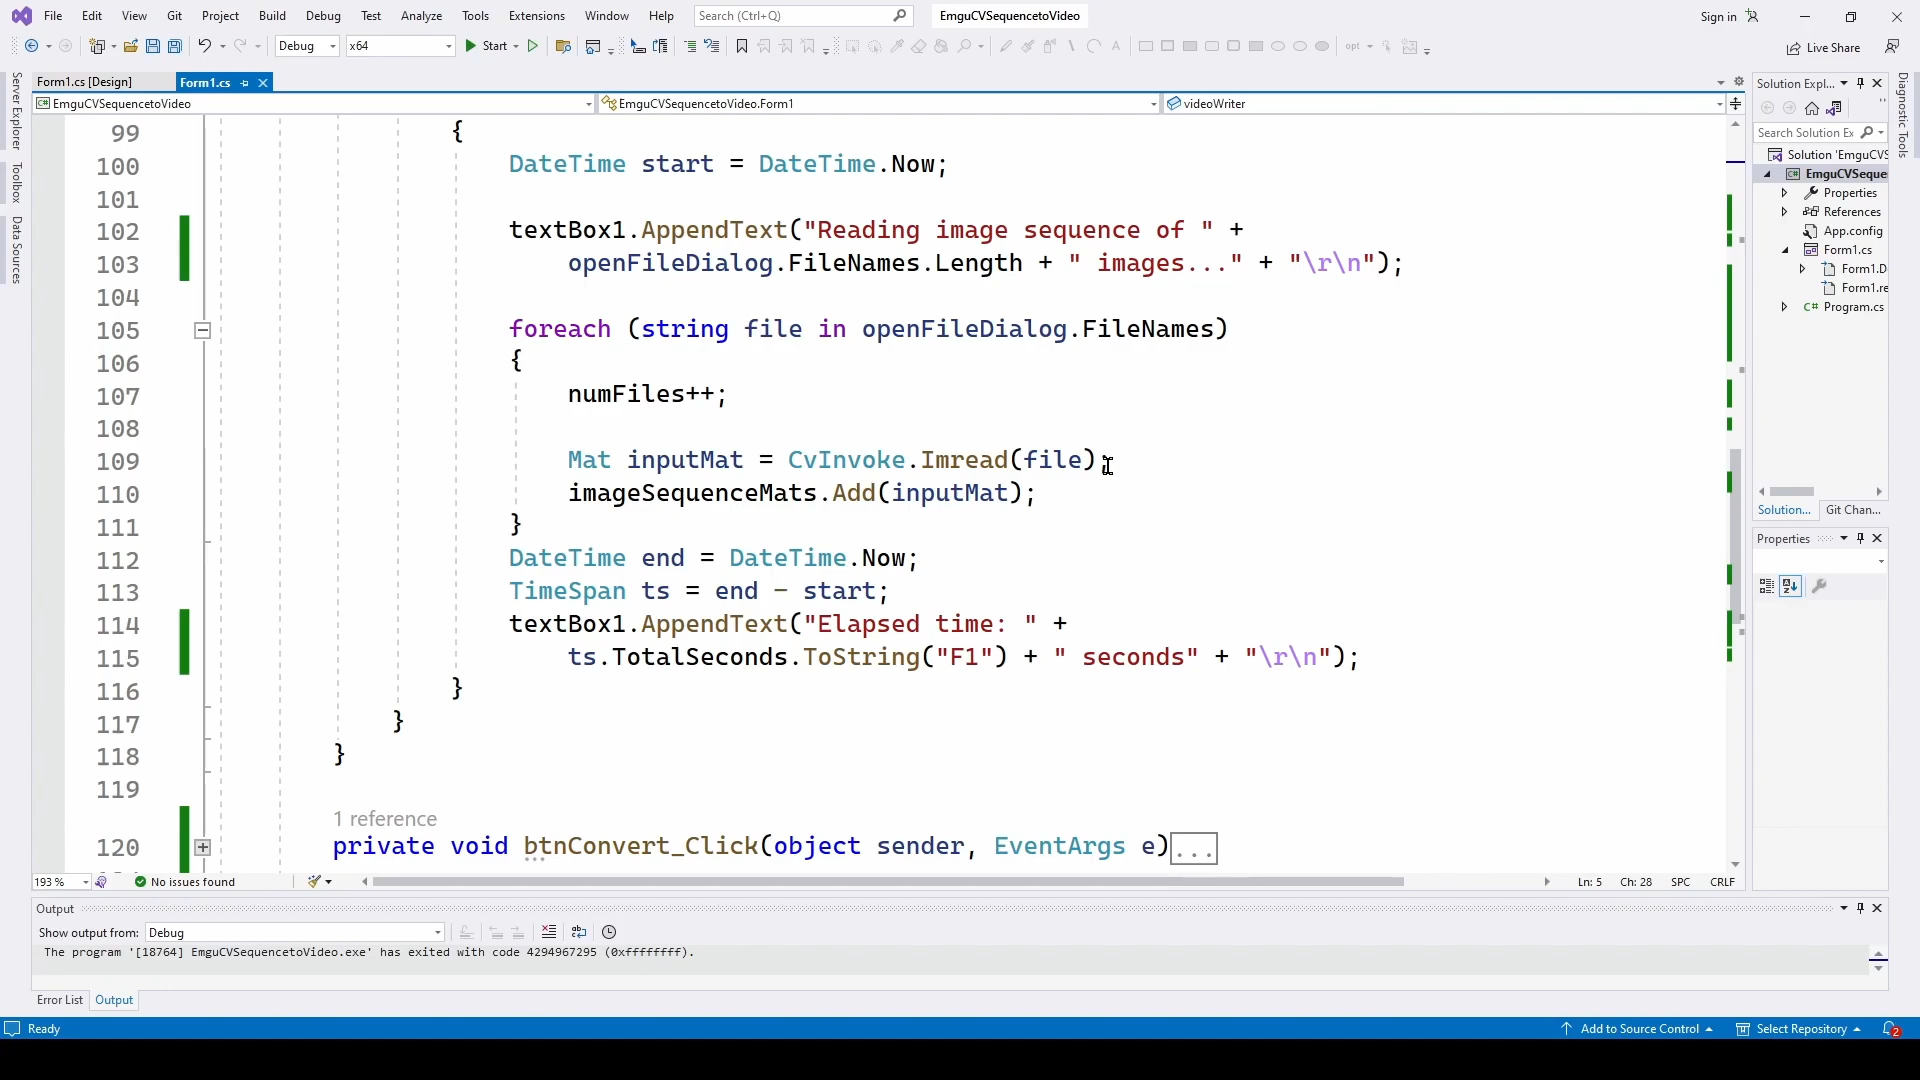 File Edit View Git Project Build Debug Test Analyze Tools Extensions Window Help Search (Ctrl+Q) EmguCVSequencetoVideo Sign in
Debug x64 Start opt Live Share
Form1.cs [Design] Form1.cs Solution Expl...
EmguCVSequencetoVideo EmguCVSequencetoVideo.Form1 videoWriter
Server Explorer
Toolbox
Data Sources
Diagnostic Tools
99 {
100 DateTime start = DateTime.Now;
101
102 textBox1.AppendText("Reading image sequence of " +
103 openFileDialog.FileNames.Length + " images..." + "\r\n");
104
105 foreach (string file in openFileDialog.FileNames)
106 {
107 numFiles++;
108
109 Mat inputMat = CvInvoke.Imread(file);
110 imageSequenceMats.Add(inputMat);
111 }
112 DateTime end = DateTime.Now;
113 TimeSpan ts = end - start;
114 textBox1.AppendText("Elapsed time: " +
115 ts.TotalSeconds.ToString("F1") + " seconds" + "\r\n");
116 }
117 }
118 }
119
1 reference
120 private void btnConvert_Click(object sender, EventArgs e)...
193 % No issues found Ln: 5 Ch: 28 SPC CRLF
Search Solution Ex
Solution 'EmguCVS
EmguCVSeque
Properties
References
App.config
Form1.cs
Form1.D
Form1.re
C# Program.cs
Solution... Git Chan...
Properties
Output
Show output from: Debug
The program '[18764] EmguCVSequencetoVideo.exe' has exited with code 4294967295 (0xffffffff).
Error List Output
Ready Add to Source Control Select Repository 2